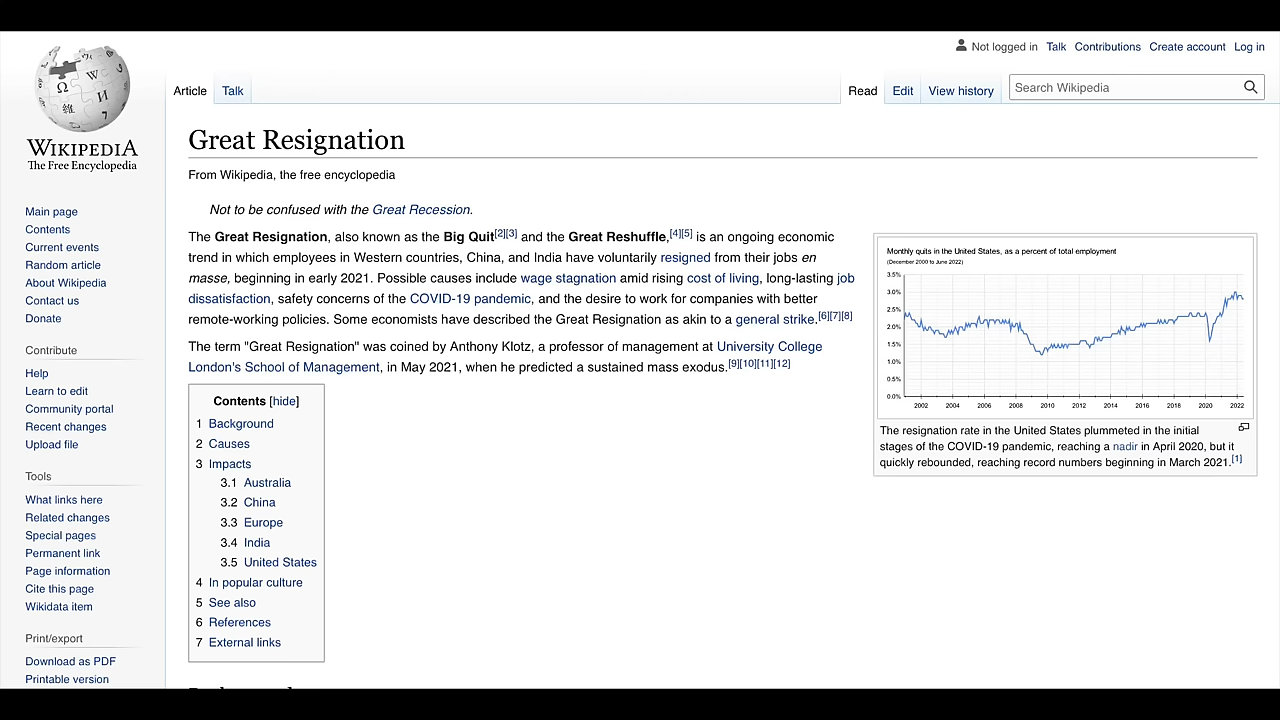 Not logged in Talk Contributions Create account Log in
Article Talk
Read Edit View history Search Wikipedia
WIKIPEDIA
The Free Encyclopedia
Main page
Contents
Current events
Random article
About Wikipedia
Contact us
Donate
Contribute
Help
Learn to edit
Community portal
Recent changes
Upload file
Tools
What links here
Related changes
Special pages
Permanent link
Page information
Cite this page
Wikidata item
Print/export
Download as PDF
Printable version
Great Resignation
From Wikipedia, the free encyclopedia
Not to be confused with the Great Recession.
The Great Resignation, also known as the Big Quit[2][3] and the Great Reshuffle,[4][5] is an ongoing economic
trend in which employees in Western countries, China, and India have voluntarily resigned from their jobs en
masse, beginning in early 2021. Possible causes include wage stagnation amid rising cost of living, long-lasting job
dissatisfaction, safety concerns of the COVID-19 pandemic, and the desire to work for companies with better
remote-working policies. Some economists have described the Great Resignation as akin to a general strike.[6][7][8]
The term "Great Resignation" was coined by Anthony Klotz, a professor of management at University College
London's School of Management, in May 2021, when he predicted a sustained mass exodus.[9][10][11][12]
Contents [hide]
1 Background
2 Causes
3 Impacts
3.1 Australia
3.2 China
3.3 Europe
3.4 India
3.5 United States
4 In popular culture
5 See also
6 References
7 External links
Monthly quits in the United States, as a percent of total employment
(December 2000 to June 2022)
3.5%
3.0%
2.5%
2.0%
1.5%
1.0%
0.5%
0.0%
2002 2004 2006 2008 2010 2012 2014 2016 2018 2020 2022
The resignation rate in the United States plummeted in the initial
stages of the COVID-19 pandemic, reaching a nadir in April 2020, but it
quickly rebounded, reaching record numbers beginning in March 2021.[1]